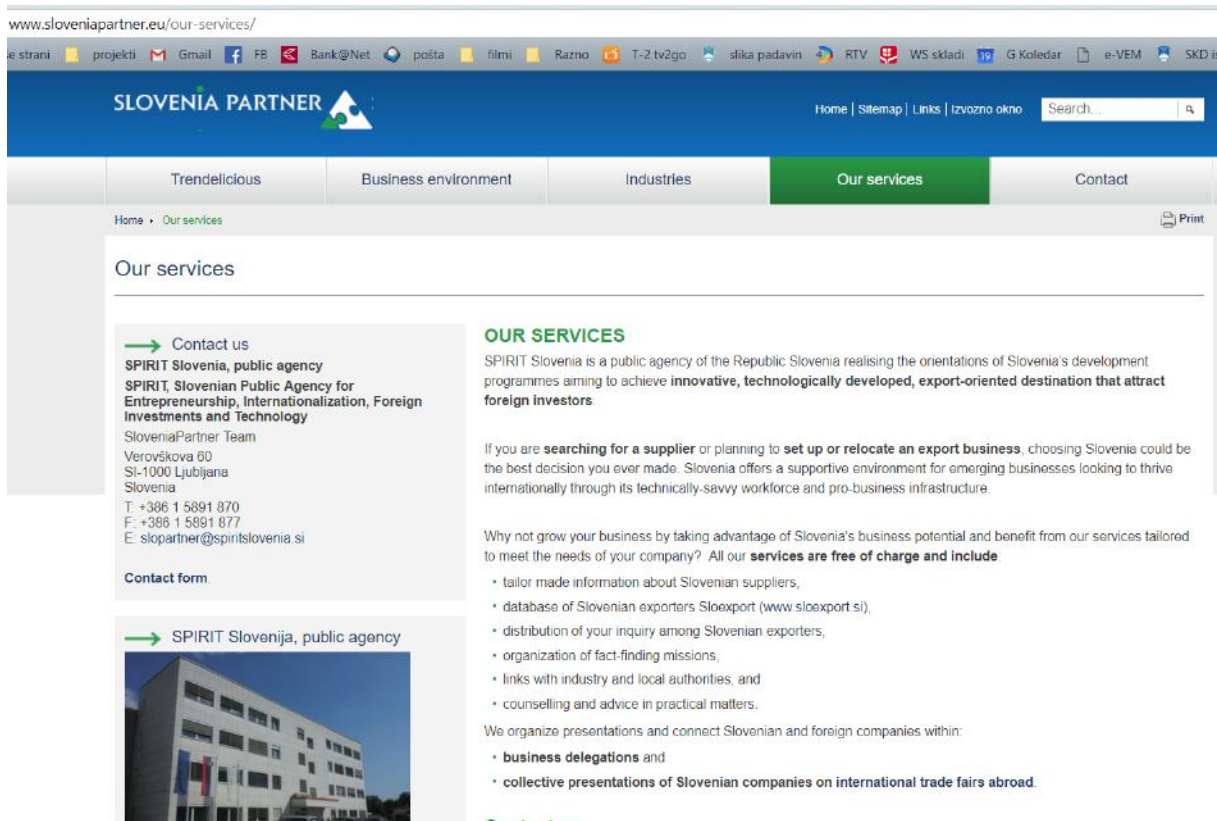 www.sloveniapartner.eu/our-services/
e strani projekti Gmail FB Bank@Net pošta filmi Razno T-2 tv2go slika padavin RTV WS skladi 19 G Koledar e-VEM SKD
SLOVENIA PARTNER
Home | Sitemap | Links | Izvozno okno Search...
Trendelicious Business environment Industries Our services Contact
Home Our services Print
Our services
Contact us
SPIRIT Slovenia, public agency
SPIRIT, Slovenian Public Agency for
Entrepreneurship, Internationalization, Foreign
Investments and Technology
SloveniaPartner Team
Verovškova 60
SI-1000 Ljubljana
Slovenia
T: +386 1 5891 870
F: +386 1 5891 877
E: slopartner@spiritslovenia.si
Contact form
SPIRIT Slovenija, public agency
OUR SERVICES
SPIRIT Slovenia is a public agency of the Republic Slovenia realising the orientations of Slovenia's development
programmes aiming to achieve innovative, technologically developed, export-oriented destination that attract
foreign investors.
If you are searching for a supplier or planning to set up or relocate an export business, choosing Slovenia could be
the best decision you ever made. Slovenia offers a supportive environment for emerging businesses looking to thrive
internationally through its technically-savvy workforce and pro-business infrastructure.
Why not grow your business by taking advantage of Slovenia's business potential and benefit from our services tailored
to meet the needs of your company? All our services are free of charge and include:
• tailor made information about Slovenian suppliers,
• database of Slovenian exporters Sloexport (www.sloexport.si),
• distribution of your inquiry among Slovenian exporters,
• organization of fact-finding missions,
• links with industry and local authorities, and
• counselling and advice in practical matters.
We organize presentations and connect Slovenian and foreign companies within:
• business delegations and
• collective presentations of Slovenian companies on international trade fairs abroad.